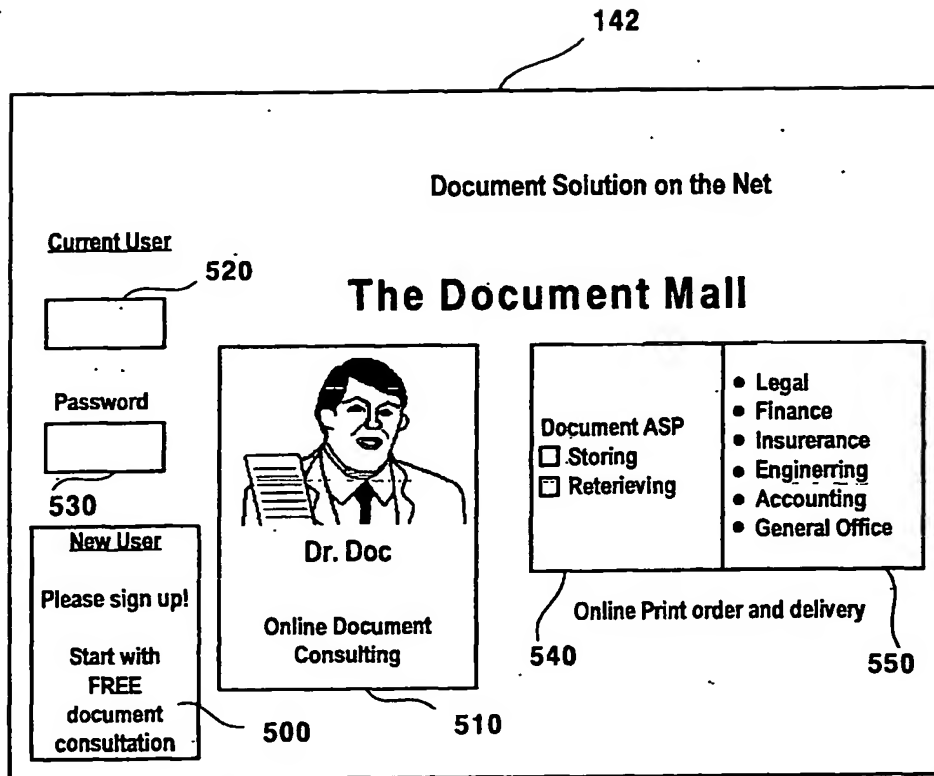 142
Document Solution on the Net
Current User
520
The Document Mall
Password
530
New User
Please sign up!
Start with
FREE
document
consultation
500
Dr. Doc
Online Document
Consulting
510
Document ASP
Storing
Reterieving
540
Legal
Finance
Insurerance
Enginerring
Accounting
General Office
550
Online Print order and delivery